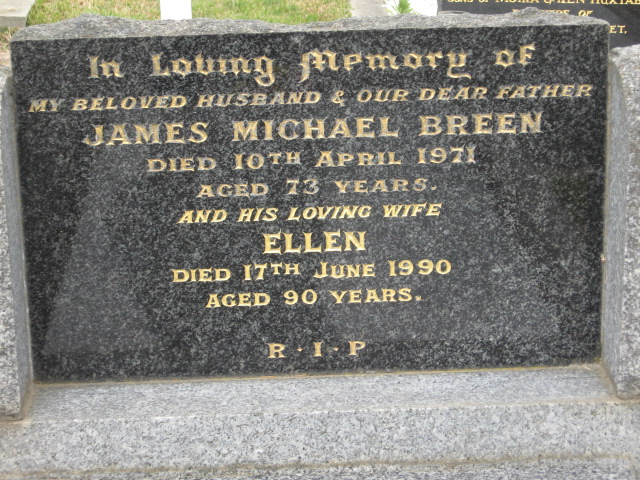 In Loving Memory of
MY BELOVED HUSBAND & OUR DEAR FATHER
JAMES MICHAEL BREEN
DIED 10TH APRIL 1971
AGED 73 YEARS.
AND HIS LOVING WIFE
ELLEN
DIED 17TH JUNE 1990
AGED 90 YEARS.
R · I · P